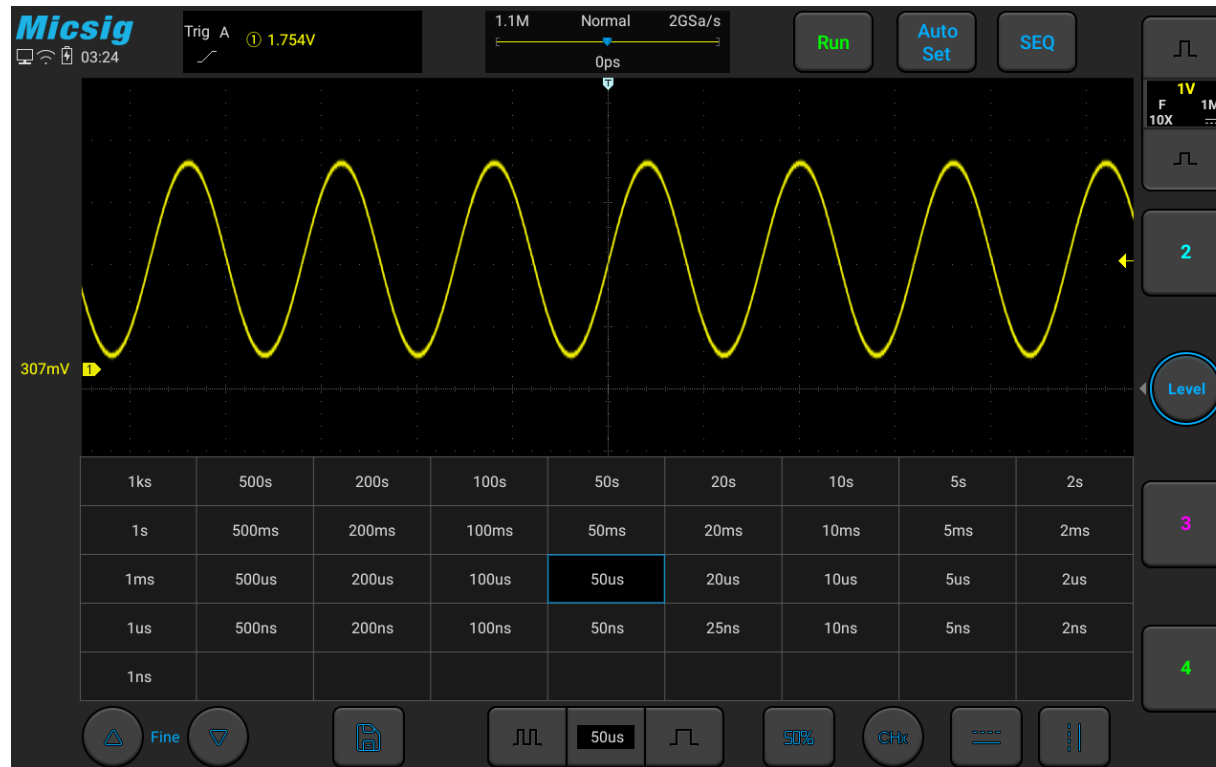 Micsig
03:24
Trig A ① 1.754V
1.1M Normal 2GSa/s
0ps
Run
Auto
Set
SEQ
T
1V
F 1M
10X
2
307mV 1
Level
1ks 500s 200s 100s 50s 20s 10s 5s 2s
1s 500ms 200ms 100ms 50ms 20ms 10ms 5ms 2ms
3
1ms 500us 200us 100us 50us 20us 10us 5us 2us
1us 500ns 200ns 100ns 50ns 25ns 10ns 5ns 2ns
1ns
4
Fine
50us
50%
CHx